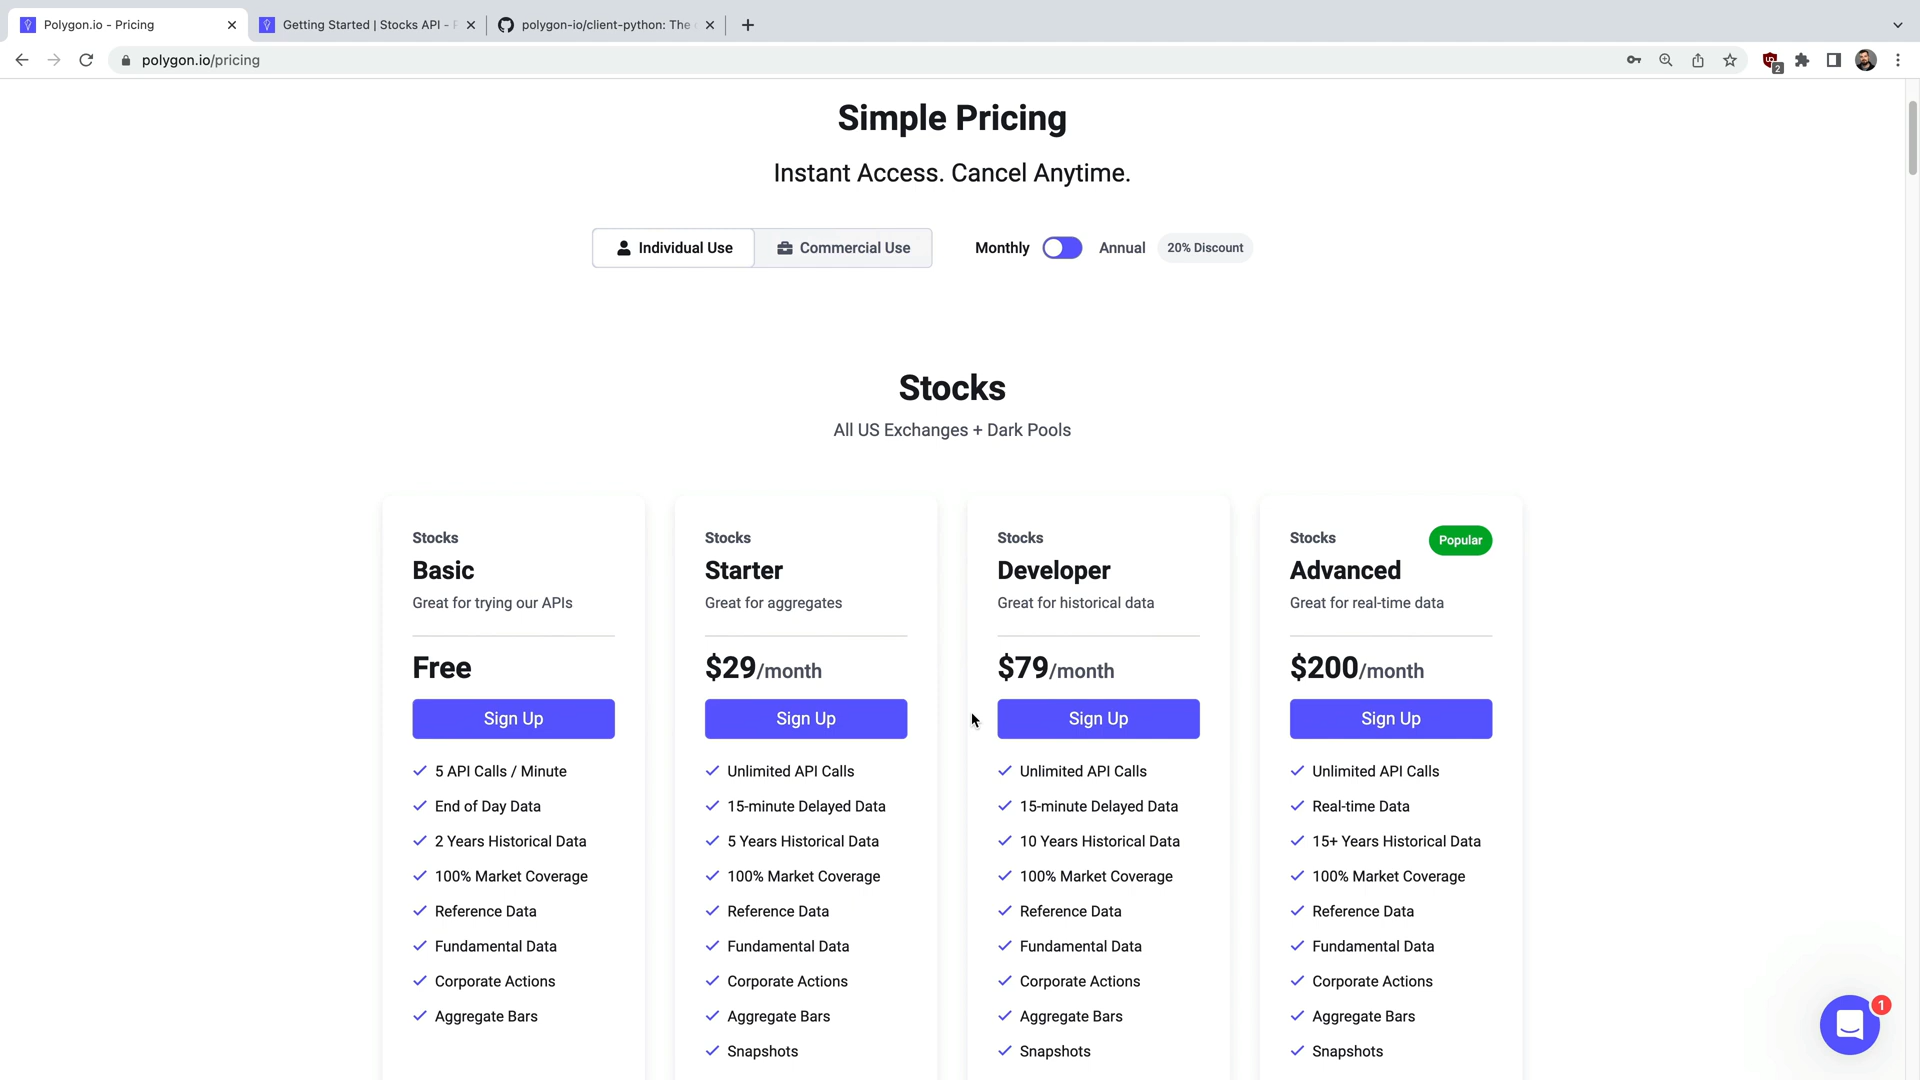 Polygon.io - Pricing
Getting Started | Stocks API -
polygon-io/client-python: The
polygon.io/pricing
2
Simple Pricing
Instant Access. Cancel Anytime.
Individual Use
Commercial Use
Monthly
Annual
20% Discount
Stocks
All US Exchanges + Dark Pools
Stocks
Basic
Great for trying our APIs
Free
Sign Up
5 API Calls / Minute
End of Day Data
2 Years Historical Data
100% Market Coverage
Reference Data
Fundamental Data
Corporate Actions
Aggregate Bars
Stocks
Starter
Great for aggregates
$29/month
Sign Up
Unlimited API Calls
15-minute Delayed Data
5 Years Historical Data
100% Market Coverage
Reference Data
Fundamental Data
Corporate Actions
Aggregate Bars
Snapshots
Stocks
Developer
Great for historical data
$79/month
Sign Up
Unlimited API Calls
15-minute Delayed Data
10 Years Historical Data
100% Market Coverage
Reference Data
Fundamental Data
Corporate Actions
Aggregate Bars
Snapshots
Stocks
Popular
Advanced
Great for real-time data
$200/month
Sign Up
Unlimited API Calls
Real-time Data
15+ Years Historical Data
100% Market Coverage
Reference Data
Fundamental Data
Corporate Actions
Aggregate Bars
Snapshots
1